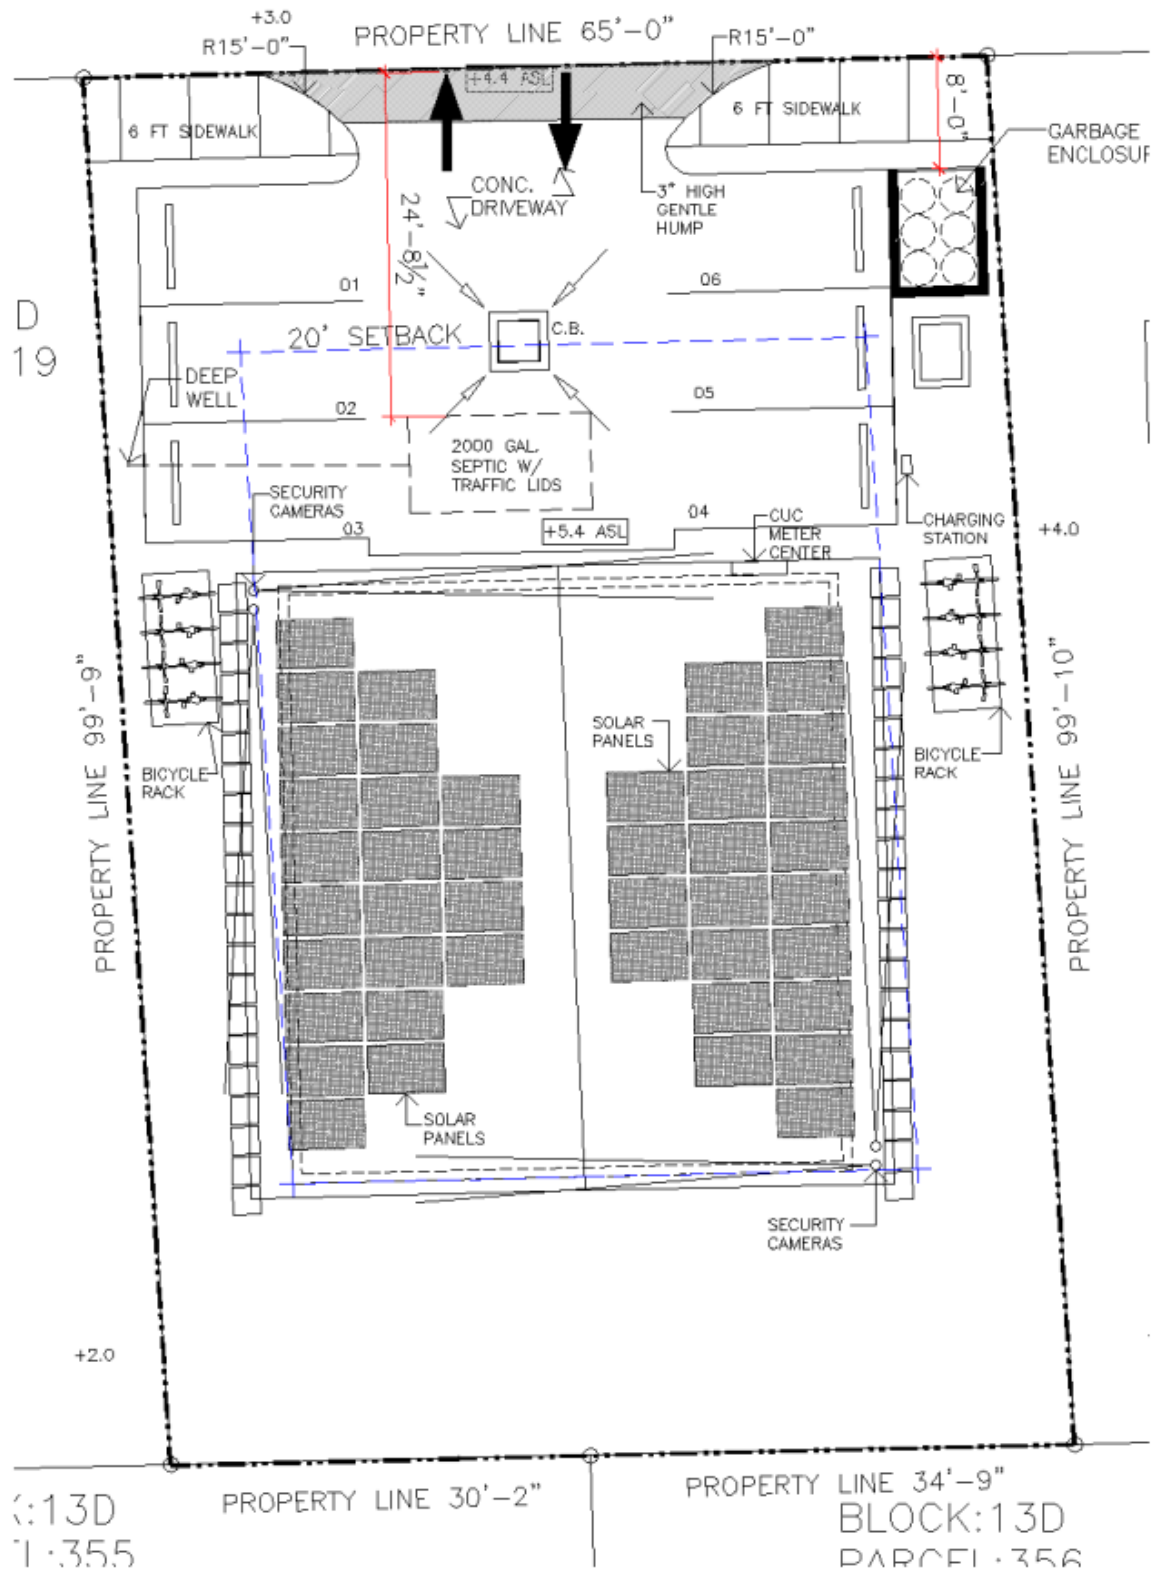 +3.0
PROPERTY LINE 65'-0"
R15'-0"
R15'-0"
+4.4 ASL
6 FT SIDEWALK
6 FT SIDEWALK
8'-0"
GARBAGE
CONC.
DRIVEWAY
3" HIGH
GENTLE
HUMP
24'-8½"
01
06
D
19
20' SETBACK
C.B.
DEEP
WELL
02
05
2000 GAL.
SEPTIC W/
TRAFFIC LIDS
SECURITY
CAMERAS
03
+5.4 ASL
04
CUC
METER
CENTER
CHARGING
STATION
+4.0
PROPERTY LINE 99'-9"
PROPERTY LINE 99'-10"
SOLAR
PANELS
BICYCLE
RACK
BICYCLE
RACK
SOLAR
PANELS
SECURITY
CAMERAS
+2.0
PROPERTY LINE 30'-2"
PROPERTY LINE 34'-9"
:13D
:355
BLOCK:13D
PARCEL:356